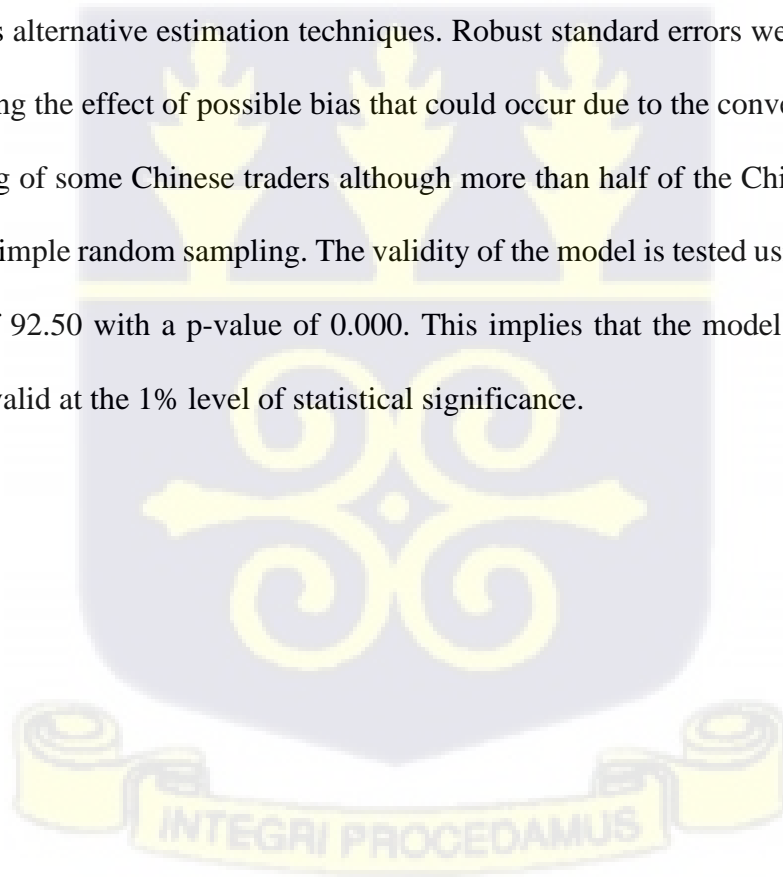 s alternative estimation techniques. Robust standard errors we
ng the effect of possible bias that could occur due to the conve
g of some Chinese traders although more than half of the Chi
imple random sampling. The validity of the model is tested us
92.50 with a p-value of 0.000. This implies that the model
alid at the 1% level of statistical significance.
INTEGRI PROCEDAMUS